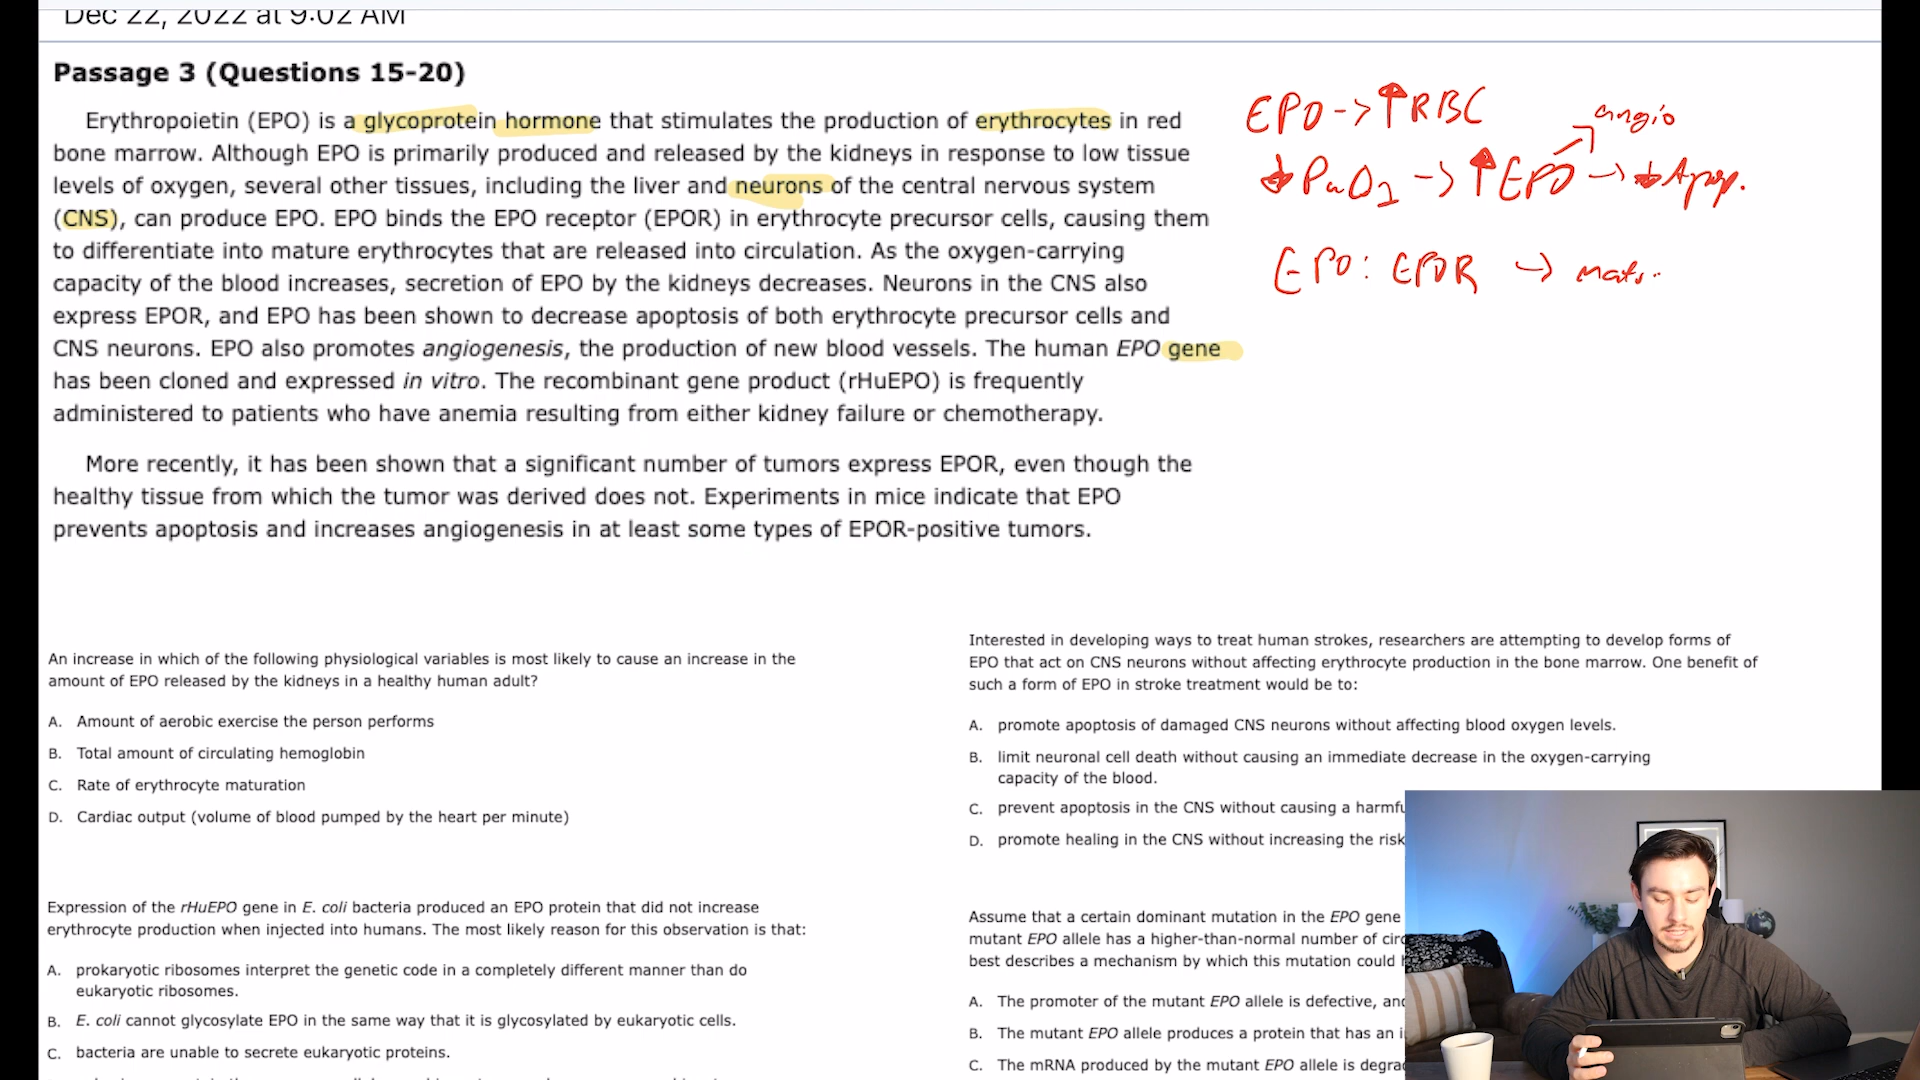 Dec 22, 2022 at 9:02 AM
Passage 3 (Questions 15-20)
Erythropoietin (EPO) is a glycoprotein hormone that stimulates the production of erythrocytes in red
bone marrow. Although EPO is primarily produced and released by the kidneys in response to low tissue
levels of oxygen, several other tissues, including the liver and neurons of the central nervous system
(CNS), can produce EPO. EPO binds the EPO receptor (EPOR) in erythrocyte precursor cells, causing them
to differentiate into mature erythrocytes that are released into circulation. As the oxygen-carrying
capacity of the blood increases, secretion of EPO by the kidneys decreases. Neurons in the CNS also
express EPOR, and EPO has been shown to decrease apoptosis of both erythrocyte precursor cells and
CNS neurons. EPO also promotes angiogenesis, the production of new blood vessels. The human EPO gene
has been cloned and expressed in vitro. The recombinant gene product (rHuEPO) is frequently
administered to patients who have anemia resulting from either kidney failure or chemotherapy.
More recently, it has been shown that a significant number of tumors express EPOR, even though the
healthy tissue from which the tumor was derived does not. Experiments in mice indicate that EPO
prevents apoptosis and increases angiogenesis in at least some types of EPOR-positive tumors.
EPO -> ↑RBC
angio
↓PaO2 -> ↑EPO -> ↓Apop.
EPO: EPOR ->
An increase in which of the following physiological variables is most likely to cause an increase in the
amount of EPO released by the kidneys in a healthy human adult?
A. Amount of aerobic exercise the person performs
B. Total amount of circulating hemoglobin
C. Rate of erythrocyte maturation
D. Cardiac output (volume of blood pumped by the heart per minute)
Expression of the rHuEPO gene in E. coli bacteria produced an EPO protein that did not increase
erythrocyte production when injected into humans. The most likely reason for this observation is that:
A. prokaryotic ribosomes interpret the genetic code in a completely different manner than do
eukaryotic ribosomes.
B. E. coli cannot glycosylate EPO in the same way that it is glycosylated by eukaryotic cells.
C. bacteria are unable to secrete eukaryotic proteins.
Interested in developing ways to treat human strokes, researchers are attempting to develop forms of
EPO that act on CNS neurons without affecting erythrocyte production in the bone marrow. One benefit of
such a form of EPO in stroke treatment would be to:
A. promote apoptosis of damaged CNS neurons without affecting blood oxygen levels.
B. limit neuronal cell death without causing an immediate decrease in the oxygen-carrying
capacity of the blood.
C. prevent apoptosis in the CNS without causing a harmfu
D. promote healing in the CNS without increasing the risk
Assume that a certain dominant mutation in the EPO gene
mutant EPO allele has a higher-than-normal number of circ
best describes a mechanism by which this mutation could
A. The promoter of the mutant EPO allele is defective, and
B. The mutant EPO allele produces a protein that has an i
C. The mRNA produced by the mutant EPO allele is degra